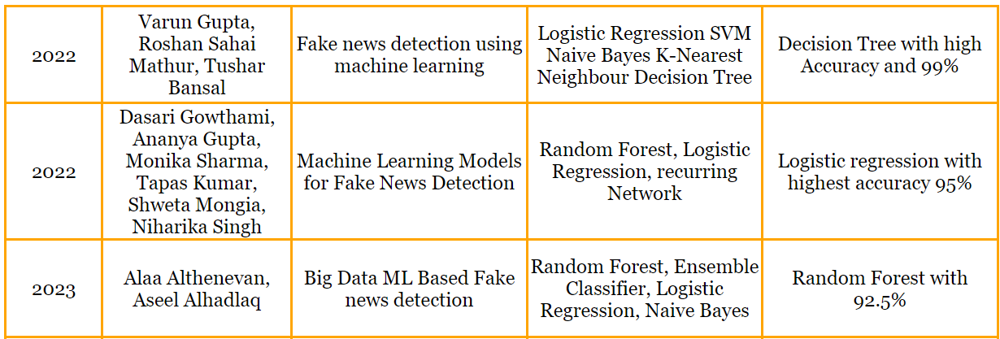 2022
Varun Gupta,
Roshan Sahai
Mathur, Tushar
Bansal
Fake news detection using
machine learning
Logistic Regression SVM
Naive Bayes K-Nearest
Neighbour Decision Tree
Decision Tree with high
Accuracy and 99%
2022
Dasari Gowthami,
Ananya Gupta,
Monika Sharma,
Tapas Kumar,
Shweta Mongia,
Niharika Singh
Machine Learning Models
for Fake News Detection
Random Forest, Logistic
Regression, recurring
Network
Logistic regression with
highest accuracy 95%
2023
Alaa Althenevan,
Aseel Alhadlaq
Big Data ML Based Fake
news detection
Random Forest, Ensemble
Classifier, Logistic
Regression, Naive Bayes
Random Forest with
92.5%